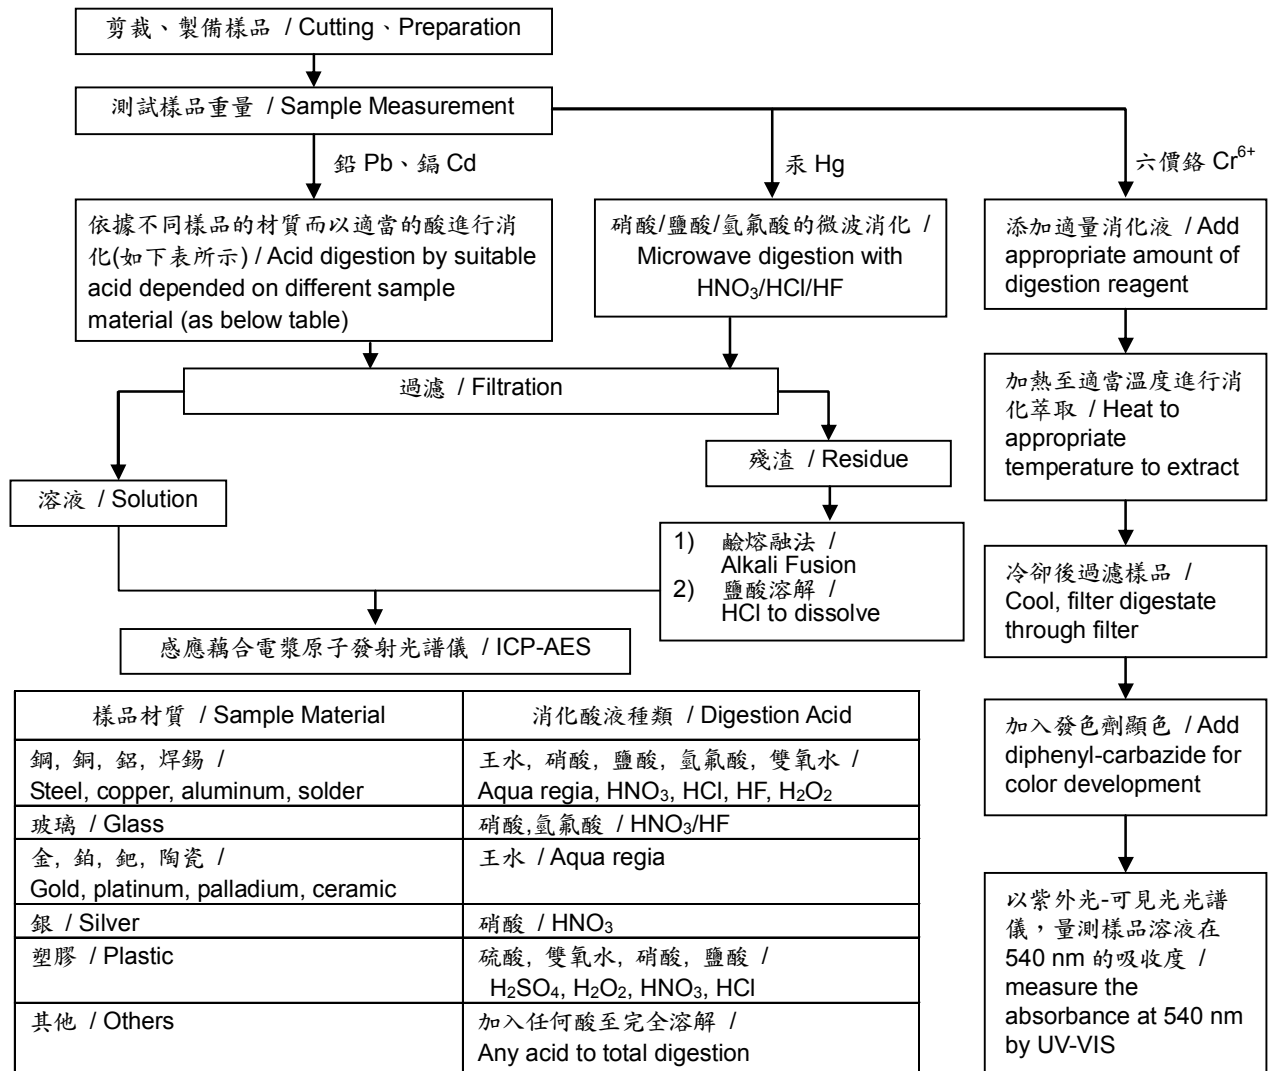 剪裁、製備樣品 / Cutting、Preparation
測試樣品重量 / Sample Measurement
鉛 Pb、鎘 Cd
汞 Hg
六價鉻 Cr⁶⁺
依據不同樣品的材質而以適當的酸進行消
化(如下表所示) / Acid digestion by suitable
acid depended on different sample
material (as below table)
硝酸/鹽酸/氫氟酸的微波消化 /
Microwave digestion with
HNO₃/HCl/HF
添加適量消化液 / Add
appropriate amount of
digestion reagent
過濾 / Filtration
加熱至適當溫度進行消
化萃取 / Heat to
appropriate
temperature to extract
溶液 / Solution
殘渣 / Residue
1) 鹼熔融法 /
Alkali Fusion
2) 鹽酸溶解 /
HCl to dissolve
冷卻後過濾樣品 /
Cool, filter digestate
through filter
感應藕合電漿原子發射光譜儀 / ICP-AES
加入發色劑顯色 / Add
diphenyl-carbazide for
color development
以紫外光-可見光光譜
儀，量測樣品溶液在
540 nm 的吸收度 /
measure the
absorbance at 540 nm
by UV-VIS
樣品材質 / Sample Material
消化酸液種類 / Digestion Acid
鋼, 銅, 鋁, 焊錫 /
Steel, copper, aluminum, solder
王水, 硝酸, 鹽酸, 氫氟酸, 雙氧水 /
Aqua regia, HNO₃, HCl, HF, H₂O₂
玻璃 / Glass
硝酸,氫氟酸 / HNO₃/HF
金, 鉑, 鈀, 陶瓷 /
Gold, platinum, palladium, ceramic
王水 / Aqua regia
銀 / Silver
硝酸 / HNO₃
塑膠 / Plastic
硫酸, 雙氧水, 硝酸, 鹽酸 /
H₂SO₄, H₂O₂, HNO₃, HCl
其他 / Others
加入任何酸至完全溶解 /
Any acid to total digestion